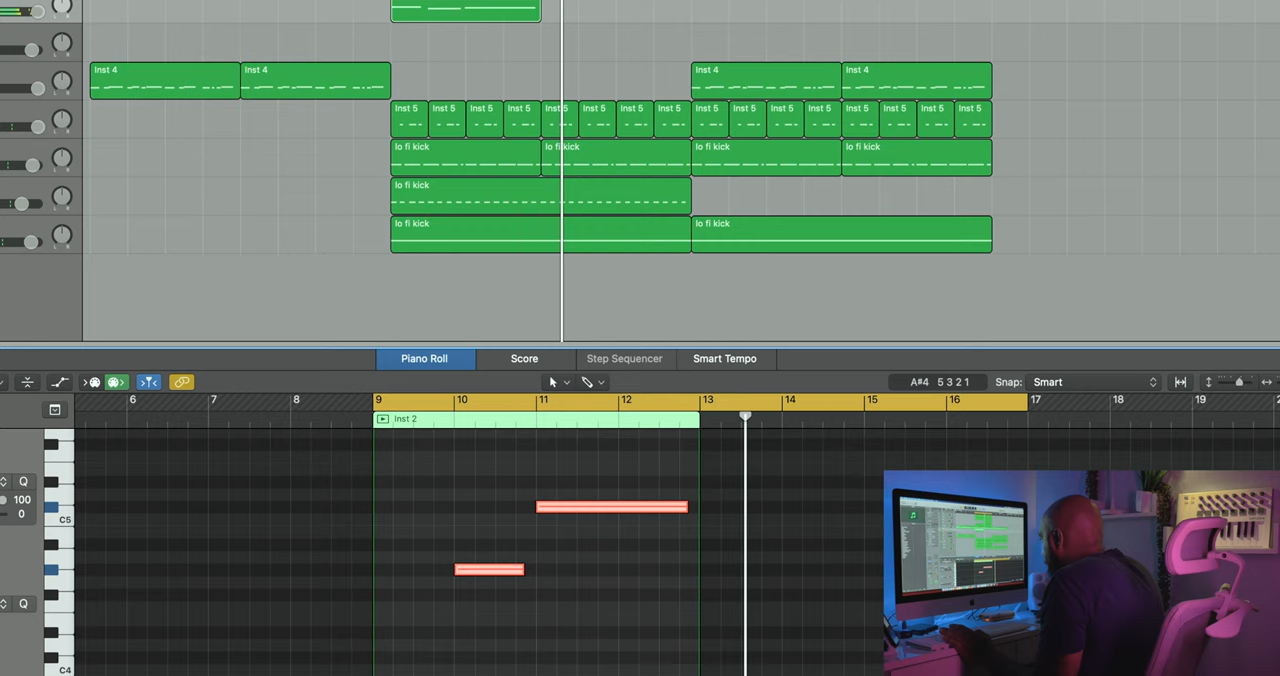 Inst 4 Inst 4 Inst 4 Inst 4
Inst 5 Inst 5 Inst 5 Inst 5 Inst 5 Inst 5 Inst 5 Inst 5 Inst 5 Inst 5 Inst 5 Inst 5 Inst 5 Inst 5 Inst 5 Inst 5
lo fi kick lo fi kick lo fi kick lo fi kick
lo fi kick
lo fi kick lo fi kick
Piano Roll Score Step Sequencer Smart Tempo
A#4 5 3 2 1 Snap: Smart
6 7 8 9 10 11 12 13 14 15 16 17 18 19
Inst 2
Q
100
0
C5
Q
C4